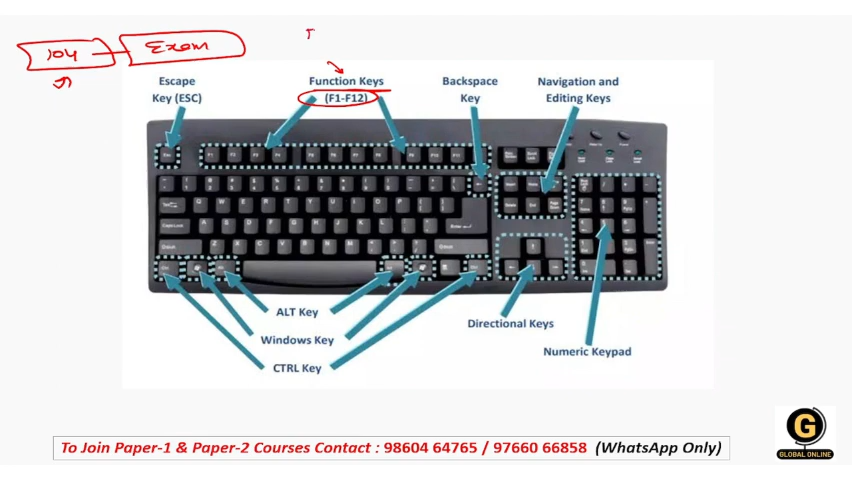 104 Exam
Escape
Key (ESC)
Function Keys
(F1-F12)
Backspace
Key
Navigation and
Editing Keys
ALT Key
Windows Key
CTRL Key
Directional Keys
Numeric Keypad
To Join Paper-1 & Paper-2 Courses Contact : 98604 64765 / 97660 66858 (WhatsApp Only)
G
GLOBAL ONLINE